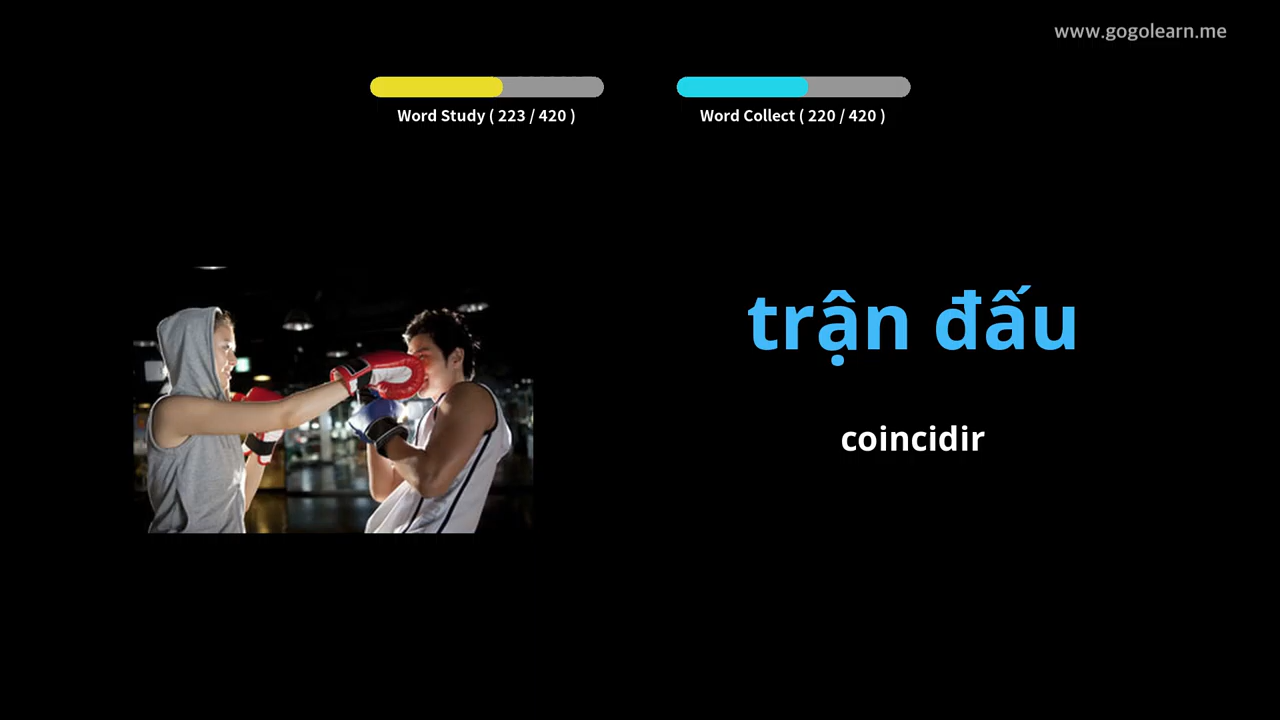 www.gogolearn.me
Word Study ( 223 / 420 )
Word Collect ( 220 / 420 )
trận đấu
coincidir